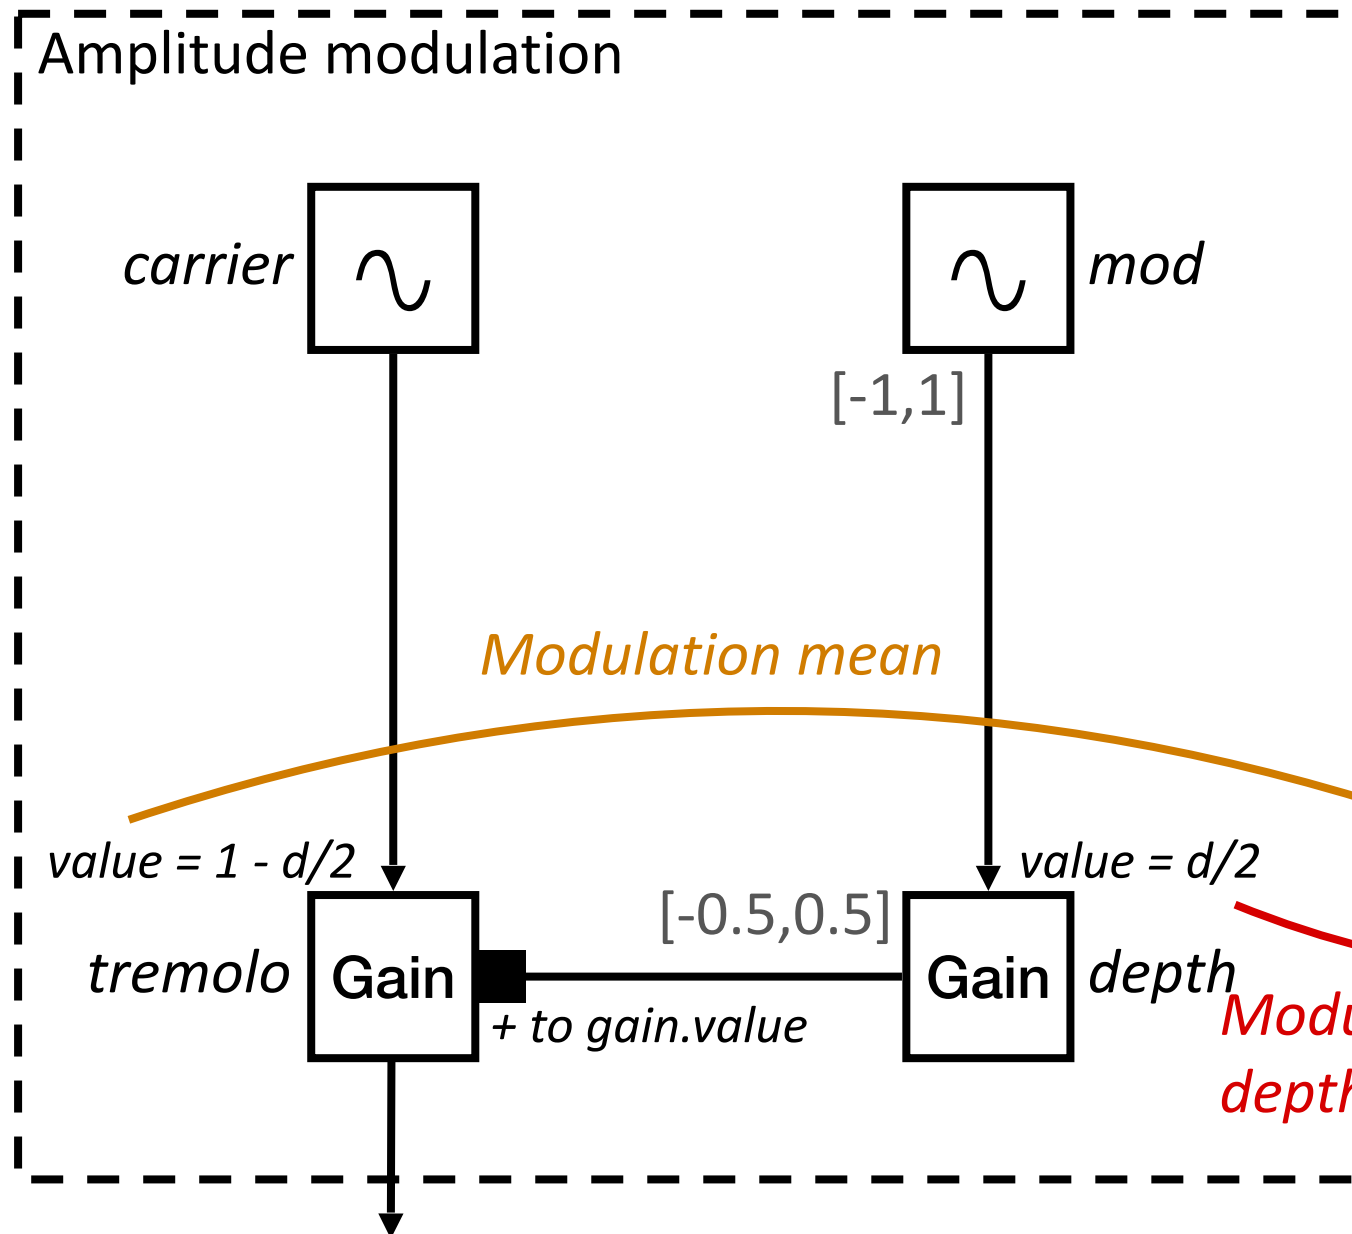 Amplitude modulation
carrier
mod
[-1,1]
Modulation mean
value = 1 - d/2
value = d/2
[-0.5,0.5]
tremolo
Gain
Gain
depth
+ to gain.value
depth